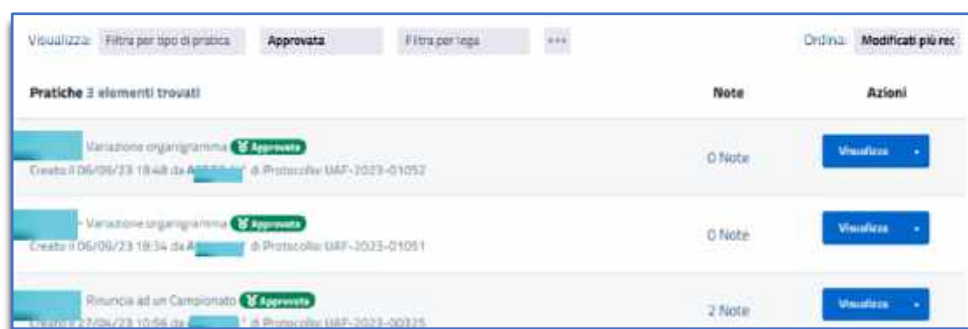 Visualizza: Filtra per tipo di pratica Approvata Filtra per lega ••• Ordina: Modificati più rec
Pratiche 3 elementi trovati Note Azioni
Variazione organigramma Approvata
Creato il 06/06/23 18:48 da di Protocollo: UAF-2023-01052
0 Note Visualizza
- Variazione organigramma Approvata
Creato il 06/06/23 18:34 da A di Protocollo: UAF-2023-01051
0 Note Visualizza
Rinuncia ad un Campionato Approvata
Creato il 27/04/23 10:56 da di Protocollo: UAF-2023-00325
2 Note Visualizza